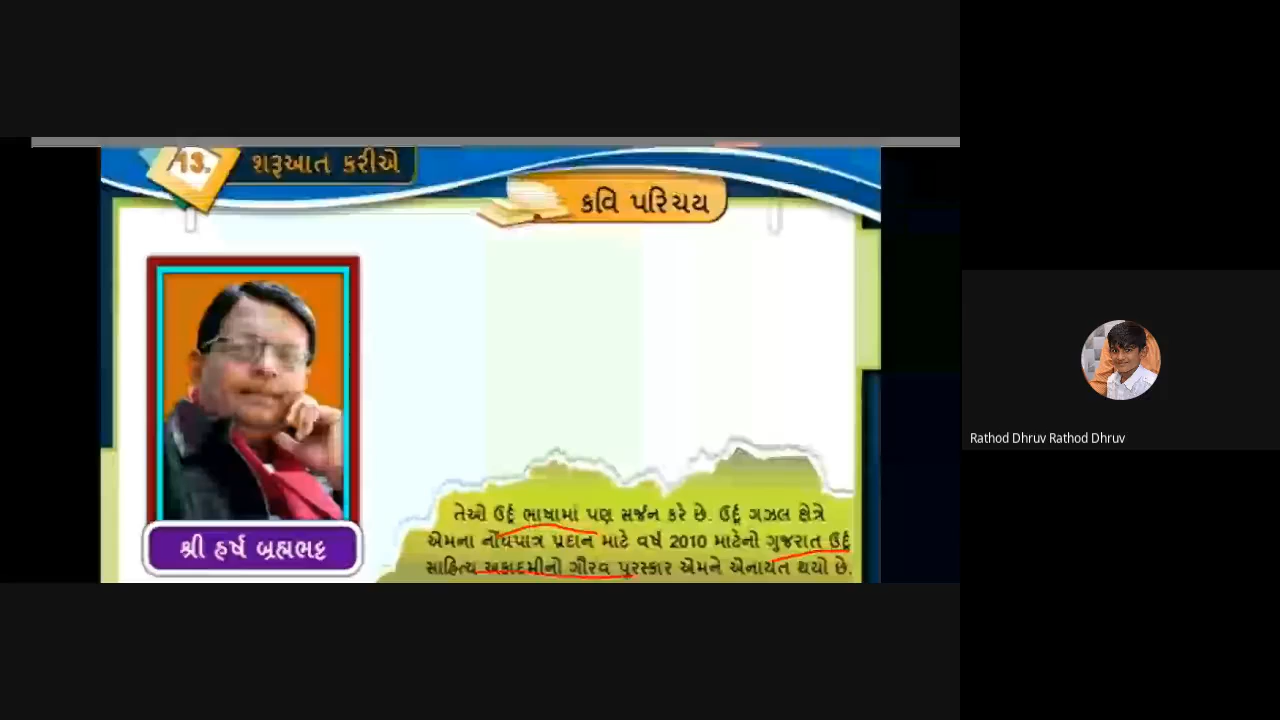 13. શરૂઆત કરીએ
કવિ પરિચય
શ્રી હર્ષ બ્રહ્મભટ્ટ
તેઓ ઉર્દૂ ભાષામાં પણ સર્જન કરે છે. ઉર્દૂ ગઝલ ક્ષેત્રે
એમના નોંધપાત્ર પ્રદાન માટે વર્ષ 2010 માટેનો ગુજરાત ઉર્દૂ
સાહિત્ય અકાદમીનો ગૌરવ પુરસ્કાર એમને એનાયત થયો છે.
Rathod Dhruv Rathod Dhruv